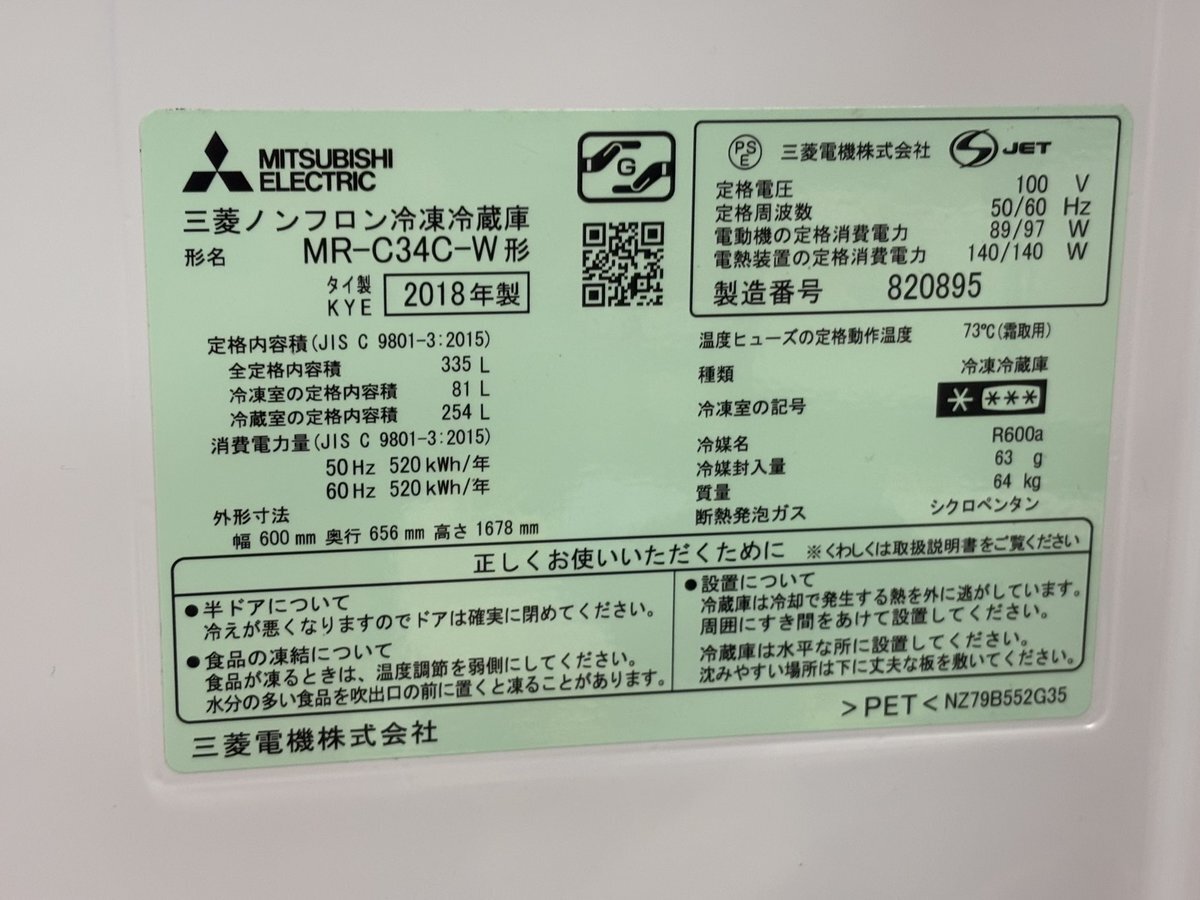 MITSUBISHI
ELECTRIC
三菱ノンフロン冷凍冷蔵庫
形名 MR-C34C-W形
タイ製
KYE 2018年製
定格内容積(JIS C 9801-3:2015)
全定格内容積 335 L
冷凍室の定格内容積 81 L
冷蔵室の定格内容積 254 L
消費電力量(JIS C 9801-3:2015)
50Hz 520kWh/年
60Hz 520kWh/年
外形寸法
幅 600mm 奥行 656mm 高さ 1678mm
G
PS
E
三菱電機株式会社 S JET
定格電圧 100 V
定格周波数 50/60 Hz
電動機の定格消費電力 89/97 W
電熱装置の定格消費電力 140/140 W
製造番号 820895
温度ヒューズの定格動作温度 73℃(霜取用)
種類 冷凍冷蔵庫
冷凍室の記号 * ***
冷媒名 R600a
冷媒封入量 63 g
質量 64 kg
断熱発泡ガス シクロペンタン
正しくお使いいただくために ※くわしくは取扱説明書をご覧ください
●半ドアについて
冷えが悪くなりますのでドアは確実に閉めてください。
●食品の凍結について
食品が凍るときは、温度調節を弱側にしてください。
水分の多い食品を吹出口の前に置くと凍ることがあります。
●設置について
冷蔵庫は冷却で発生する熱を外に逃がしています。
周囲にすき間をあけて設置してください。
冷蔵庫は水平な所に設置してください。
沈みやすい場所は下に丈夫な板を敷いてください。
三菱電機株式会社
>PET< NZ79B552G35